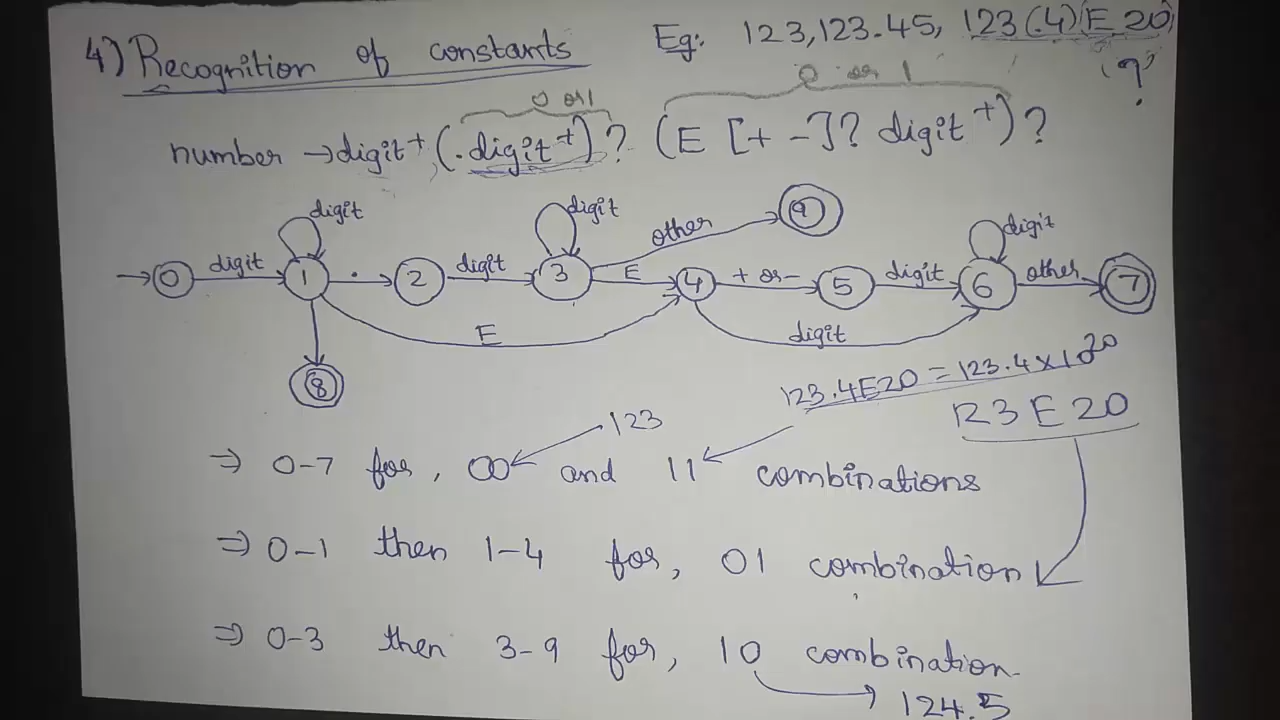 4) Recognition of constants Eg: 123, 123.45, 123(.4)(E 20)
0 or 1 0 or 1 ?
number → digit+ (. digit+)? (E [+ -]? digit+)?
digit digit other 9 digit
0 digit 1 . 2 digit 3 E 4 + or - 5 digit 6 other 7
E digit
8 123.4E20 = 123.4 × 10^20
123 123E20
⇒ 0-7 for, 00 and 11 combinations
⇒ 0-1 then 1-4 for, 01 combination
⇒ 0-3 then 3-9 for, 10 combination.
124.5